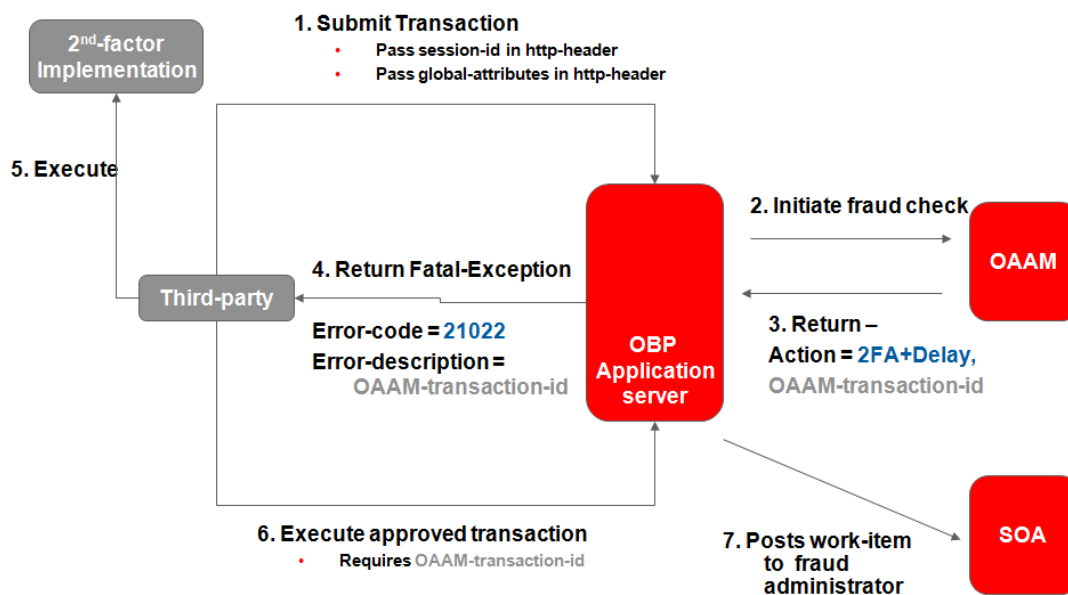 1. Submit Transaction
• Pass session-id in http-header
• Pass global-attributes in http-header
2nd-factor
Implementation
5. Execute
2. Initiate fraud check
OAAM
4. Return Fatal-Exception
Third-party
Error-code = 21022
Error-description =
OAAM-transaction-id
OBP
Application
server
3. Return –
Action = 2FA+Delay,
OAAM-transaction-id
6. Execute approved transaction
• Requires OAAM-transaction-id
7. Posts work-item
to fraud
administrator
SOA